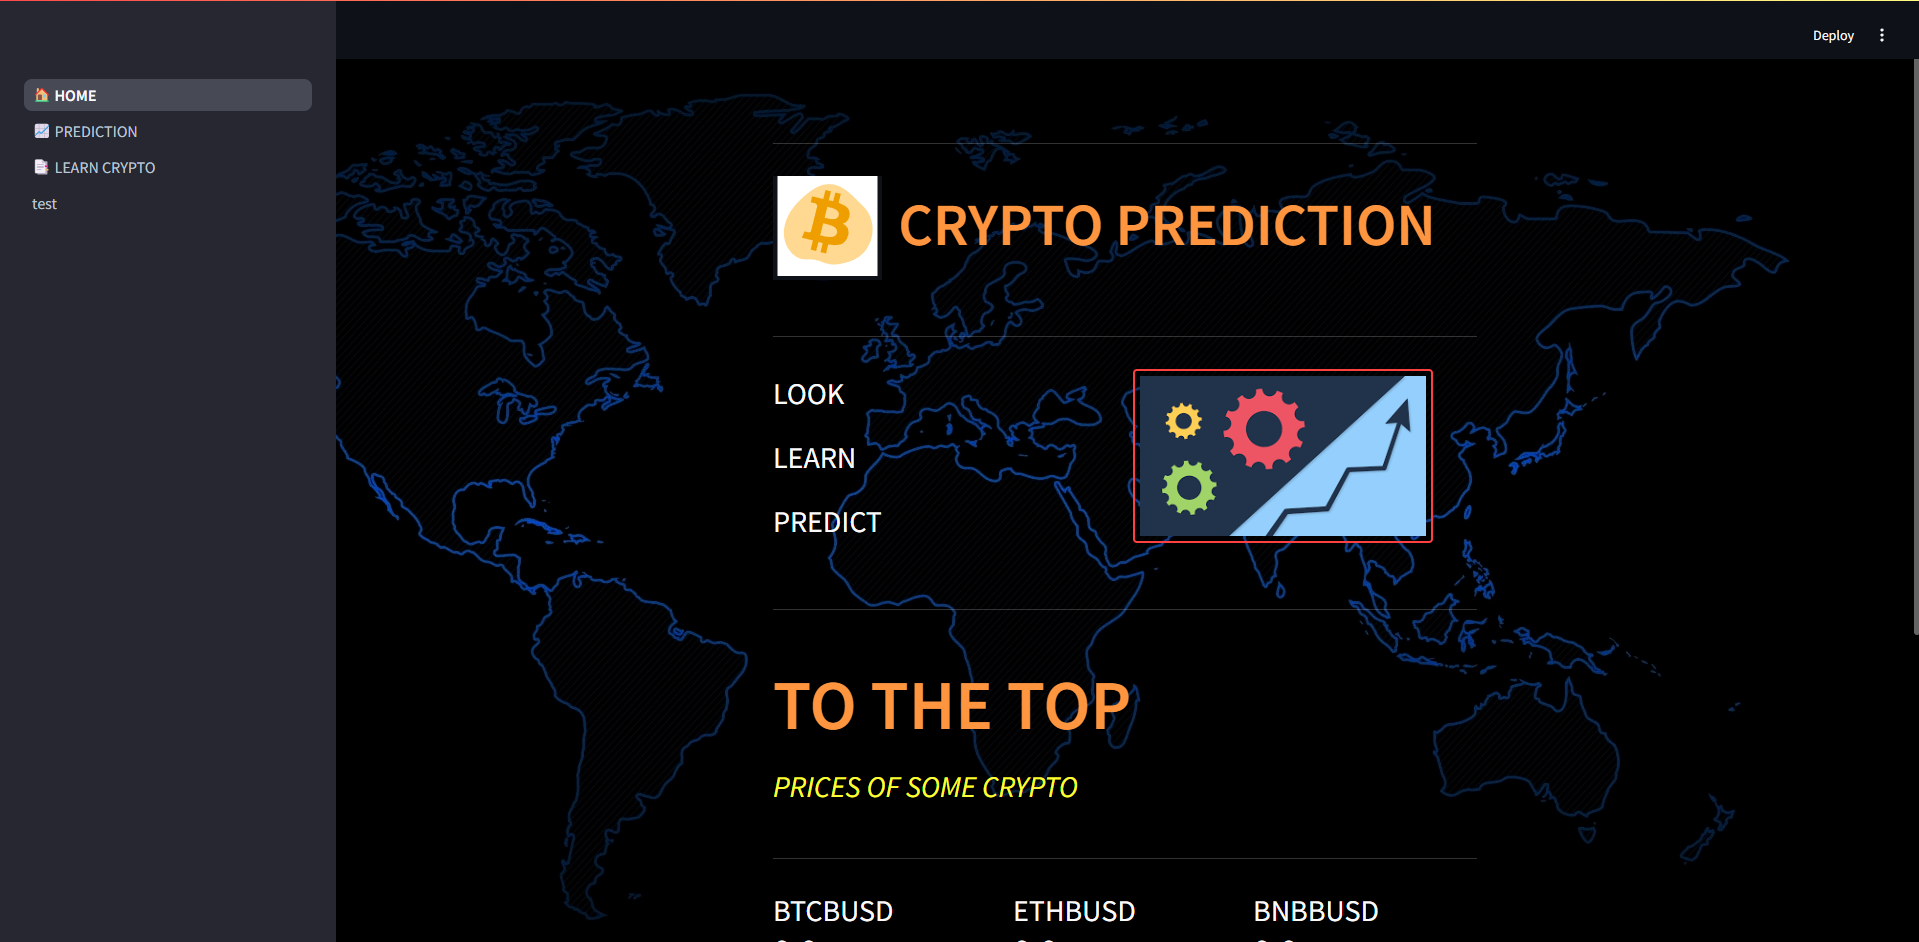 Deploy
HOME
PREDICTION
LEARN CRYPTO
test
CRYPTO PREDICTION
LOOK
LEARN
PREDICT
TO THE TOP
PRICES OF SOME CRYPTO
BTCBUSD
ETHBUSD
BNBBUSD